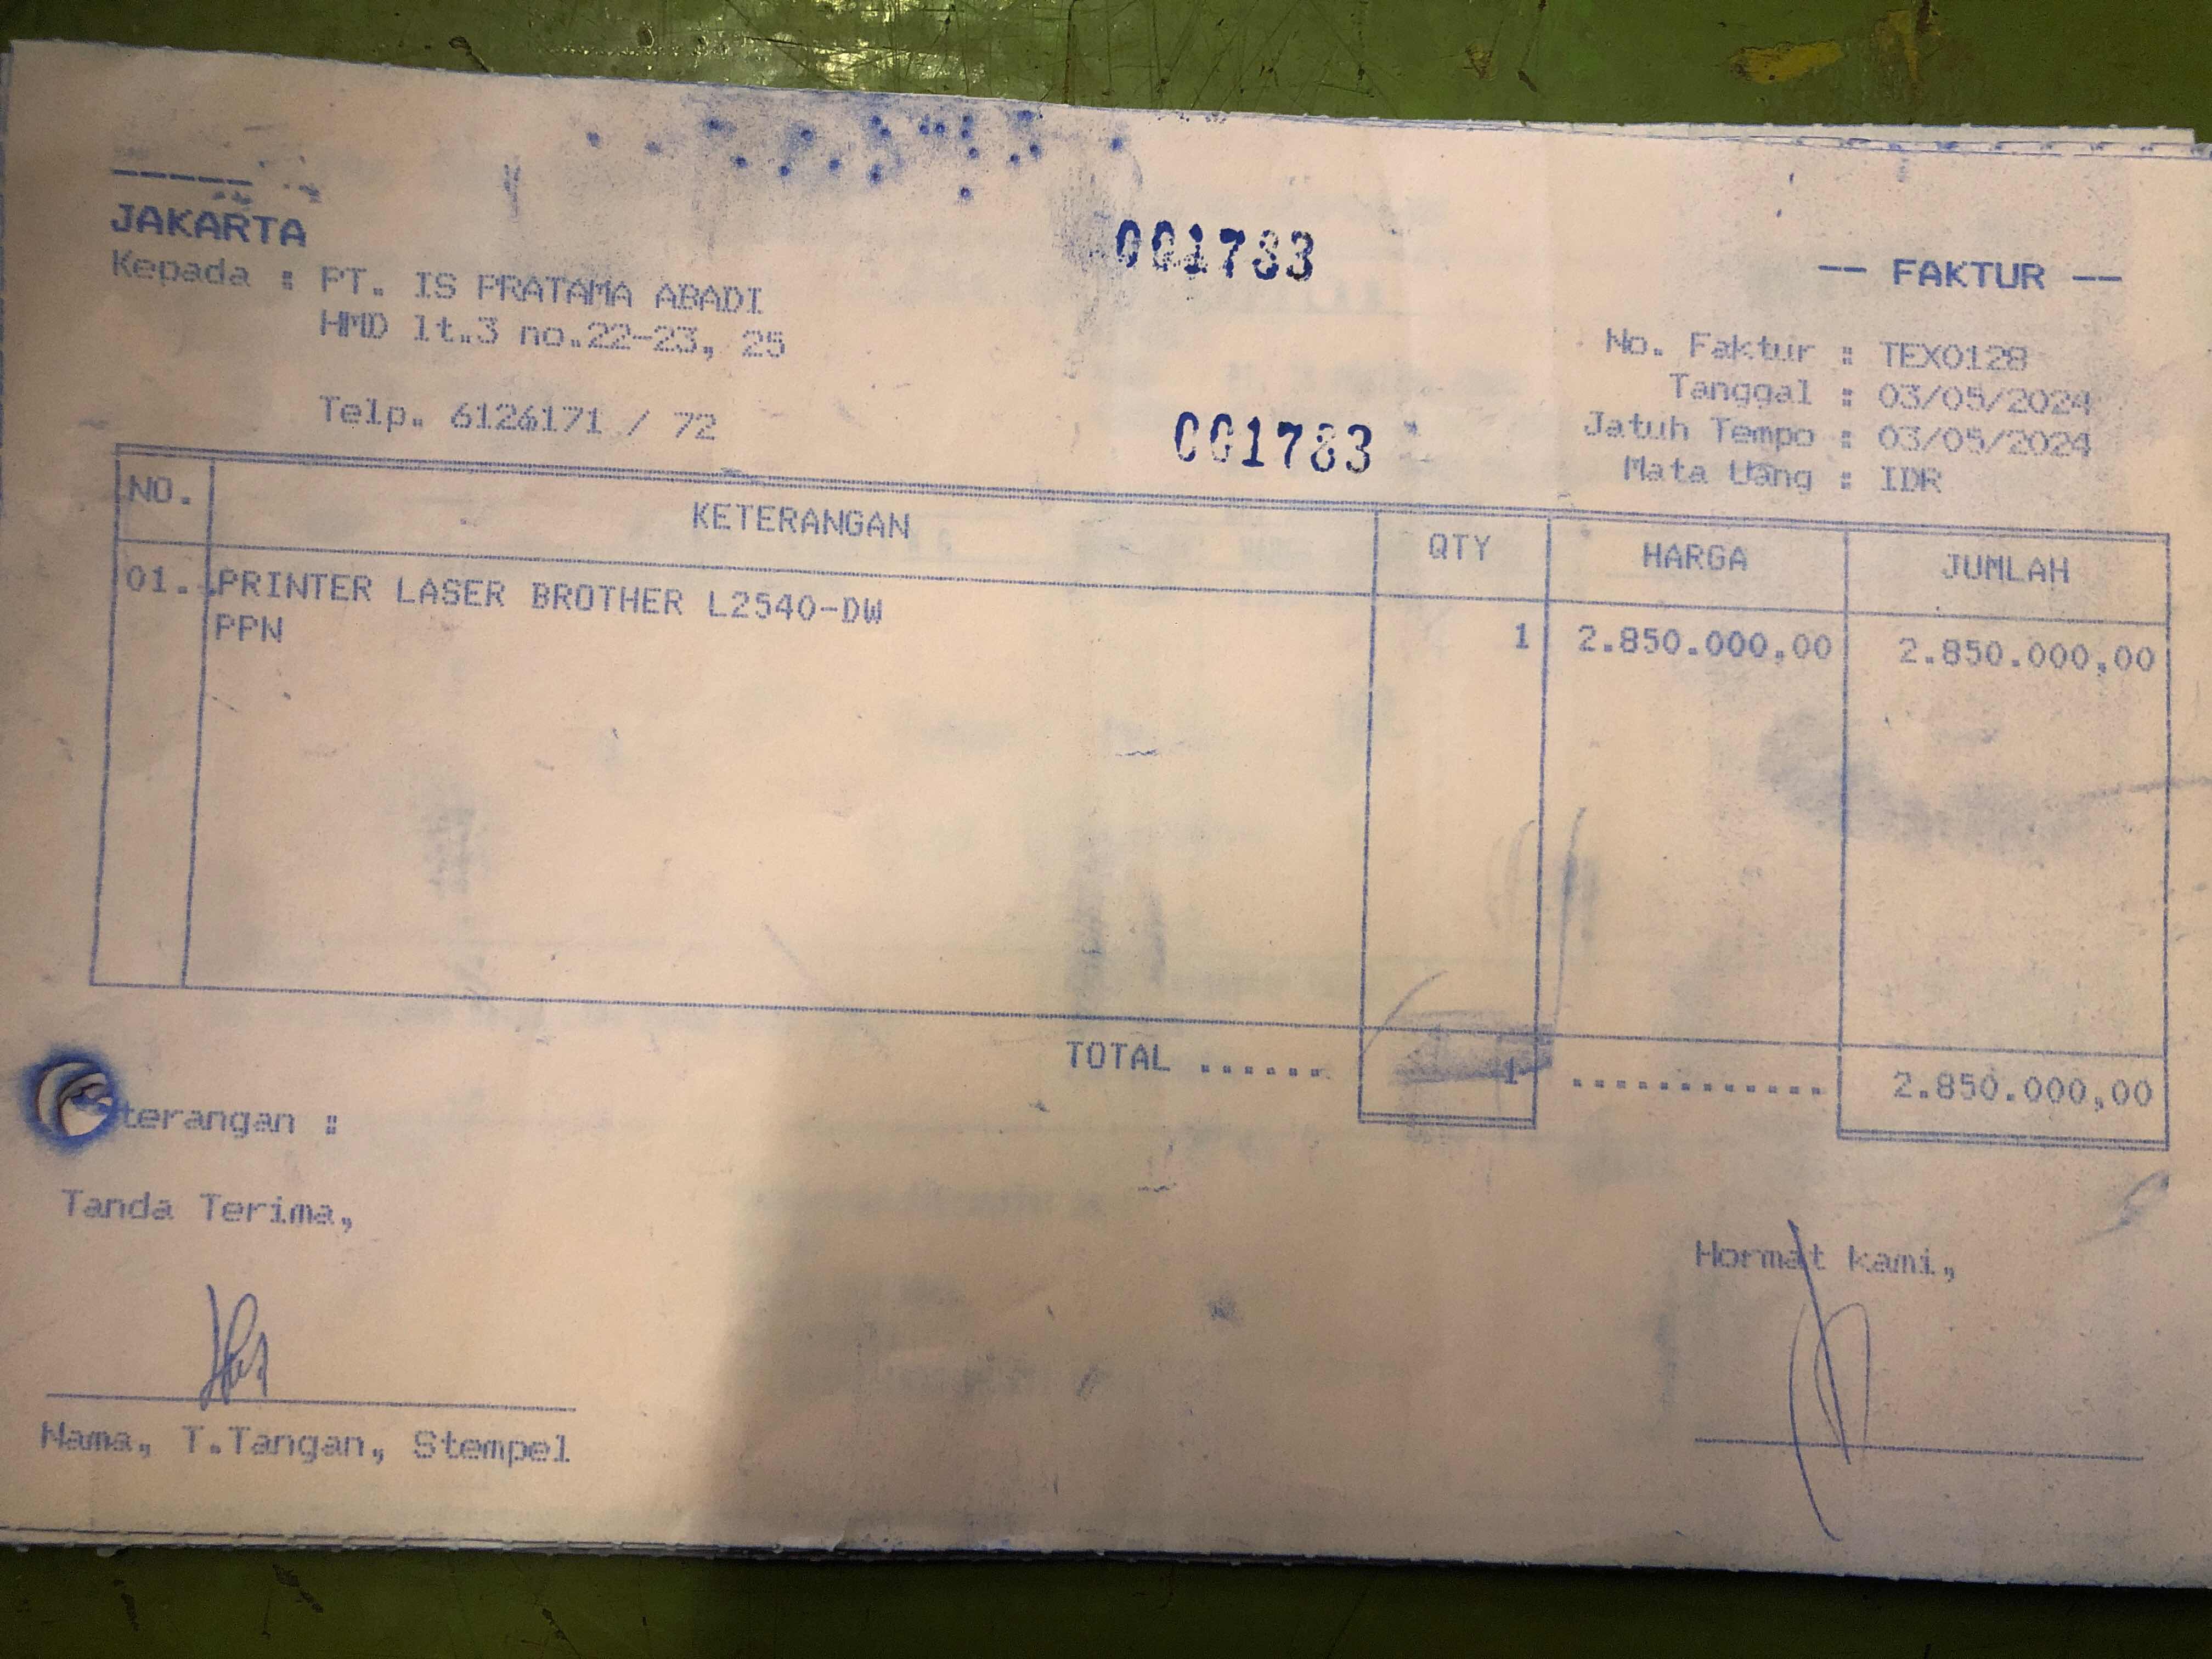 JAKARTA
Kepada : PT. IS PRATAMA ABADI
HMD lt.3 no.22-23, 25
Telp. 6126171 / 72
001783
001783
-- FAKTUR --
No. Faktur : TEX0128
Tanggal : 03/05/2024
Jatuh Tempo : 03/05/2024
Mata Uang : IDR
NO. KETERANGAN QTY HARGA JUMLAH
01. PRINTER LASER BROTHER L2540-DW
PPN 1 2.850.000,00 2.850.000,00
TOTAL ...... 1 ............ 2.850.000,00
terangan :
Tanda Terima,
Hormat kami,
Nama, T.Tangan, Stempel